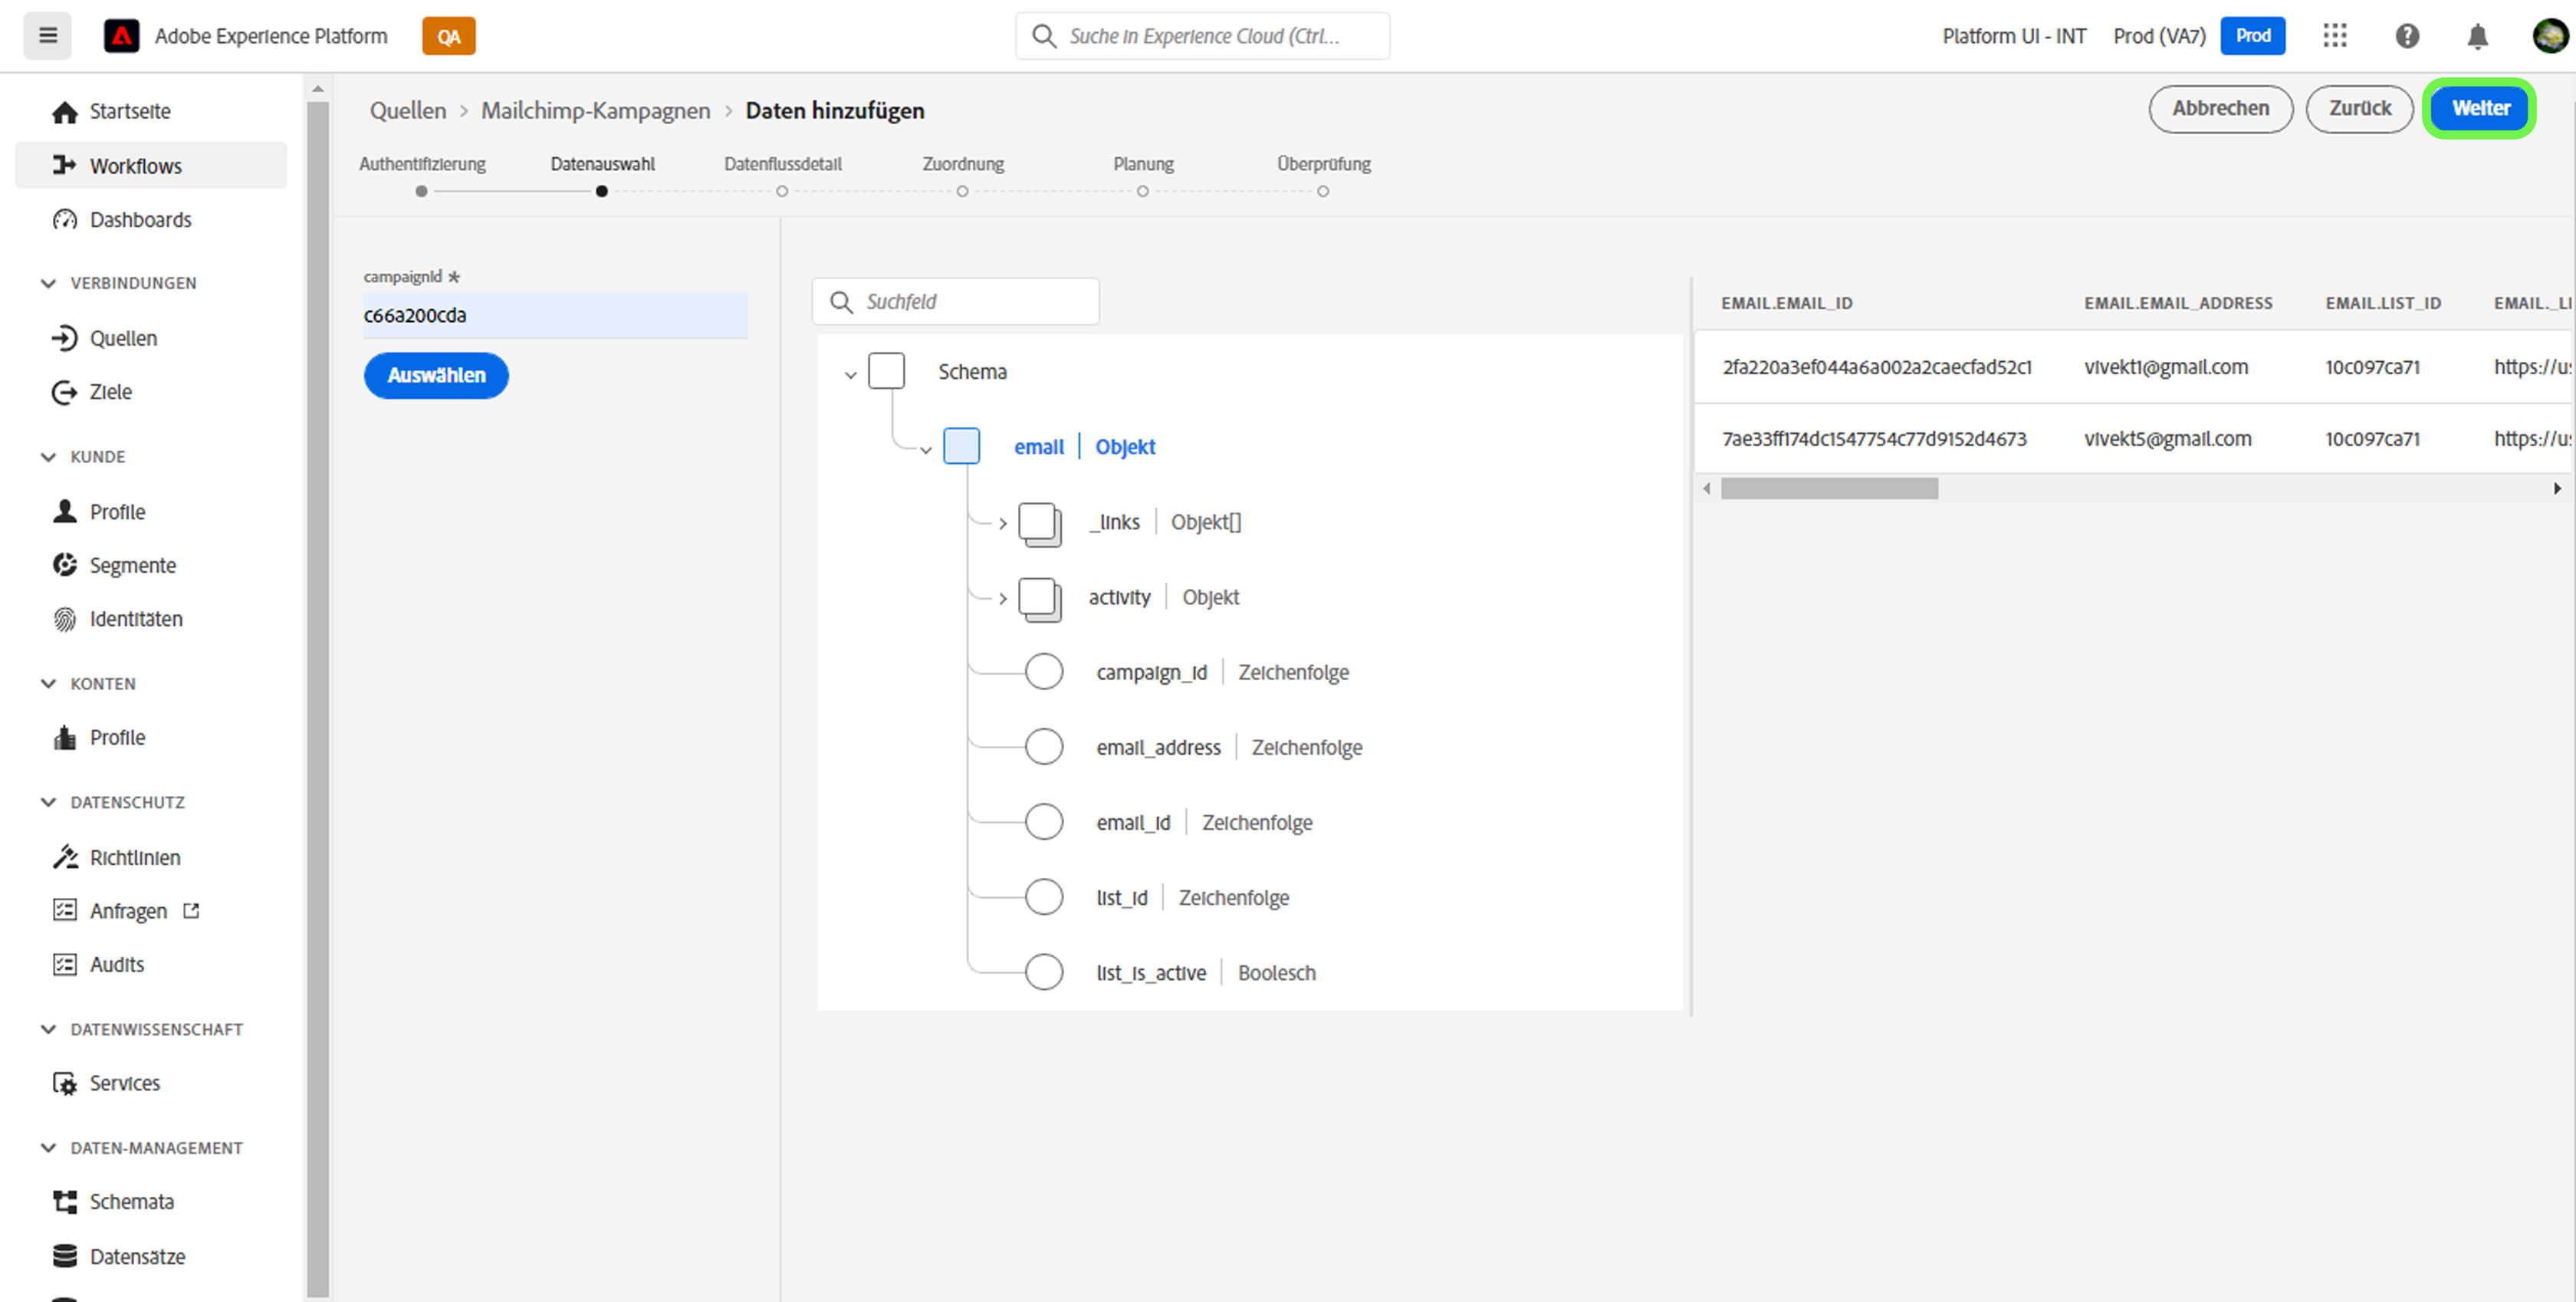 Adobe Experience Platform
QA
Suche in Experience Cloud (Ctrl...
Platform UI - INT
Prod (VA7)
Prod
Startseite
Workflows
Dashboards
VERBINDUNGEN
Quellen
Ziele
KUNDE
Profile
Segmente
Identitäten
KONTEN
Profile
DATENSCHUTZ
Richtlinien
Anfragen
Audits
DATENWISSENSCHAFT
Services
DATEN-MANAGEMENT
Schemata
Datensätze
Quellen > Mailchimp-Kampagnen > Daten hinzufügen
Abbrechen
Zurück
Weiter
Authentifizierung
Datenauswahl
Datenflussdetail
Zuordnung
Planung
Überprüfung
campaignId *
c66a200cda
Auswählen
Suchfeld
Schema
email | Objekt
_links | Objekt[]
activity | Objekt
campaign_id | Zeichenfolge
email_address | Zeichenfolge
email_id | Zeichenfolge
list_id | Zeichenfolge
list_is_active | Boolesch
EMAIL.EMAIL_ID EMAIL.EMAIL_ADDRESS EMAIL.LIST_ID EMAIL._LI
2fa220a3ef044a6a002a2caecfad52c1 vivekt1@gmail.com 10c097ca71 https://us
7ae33ff174dc1547754c77d9152d4673 vivekt5@gmail.com 10c097ca71 https://us